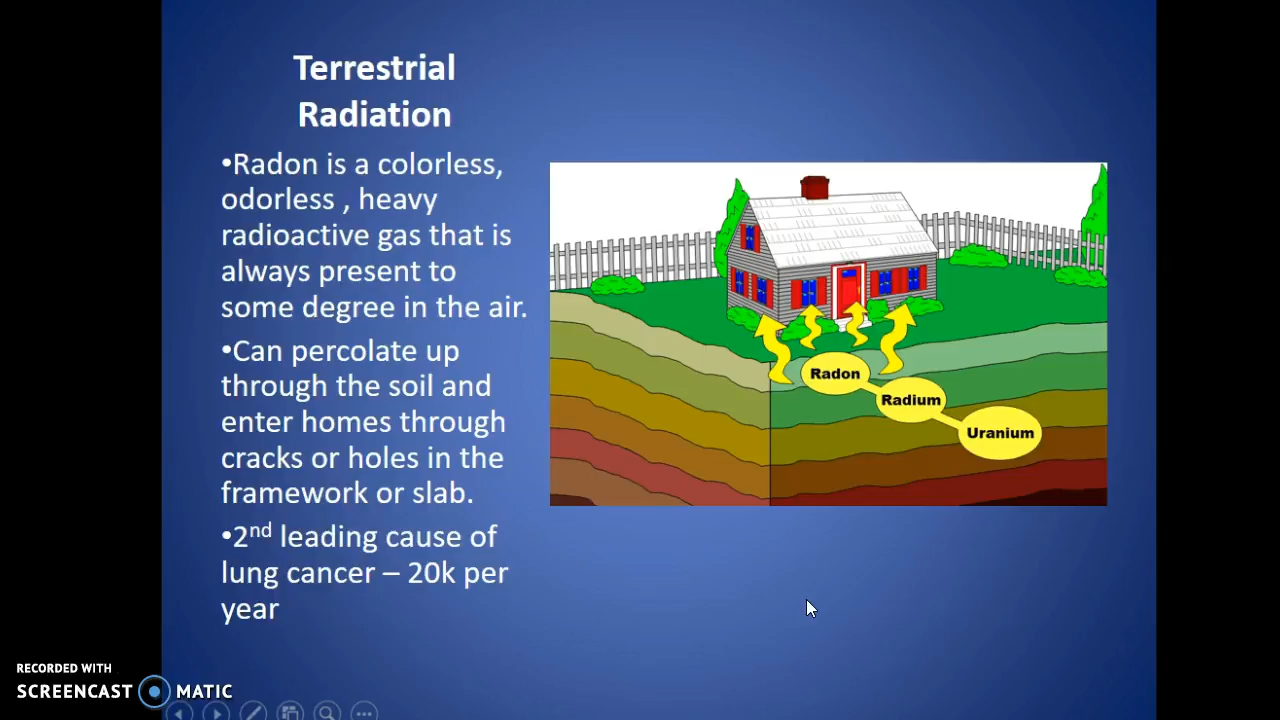 Terrestrial
Radiation
•Radon is a colorless,
odorless , heavy
radioactive gas that is
always present to
some degree in the air.
•Can percolate up
through the soil and
enter homes through
cracks or holes in the
framework or slab.
•2nd leading cause of
lung cancer – 20k per
year
Radon
Radium
Uranium
RECORDED WITH
SCREENCAST MATIC